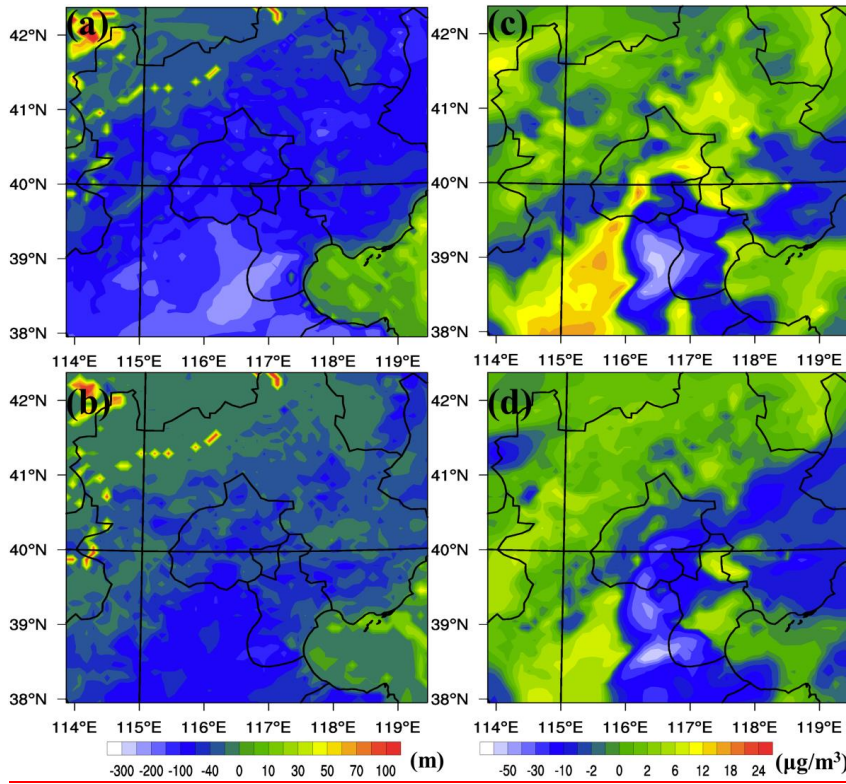 (a)
(c)
42°N 42°N
41°N 41°N
40°N 40°N
39°N 39°N
38°N 38°N
114°E 115°E 116°E 117°E 118°E 119°E 114°E 115°E 116°E 117°E 118°E 119°E
(b)
(d)
42°N 42°N
41°N 41°N
40°N 40°N
39°N 39°N
38°N 38°N
114°E 115°E 116°E 117°E 118°E 119°E 114°E 115°E 116°E 117°E 118°E 119°E
-300 -200 -100 -40 0 10 30 50 70 100 (m) -50 -30 -10 -2 0 2 6 12 18 24 (µg/m³)